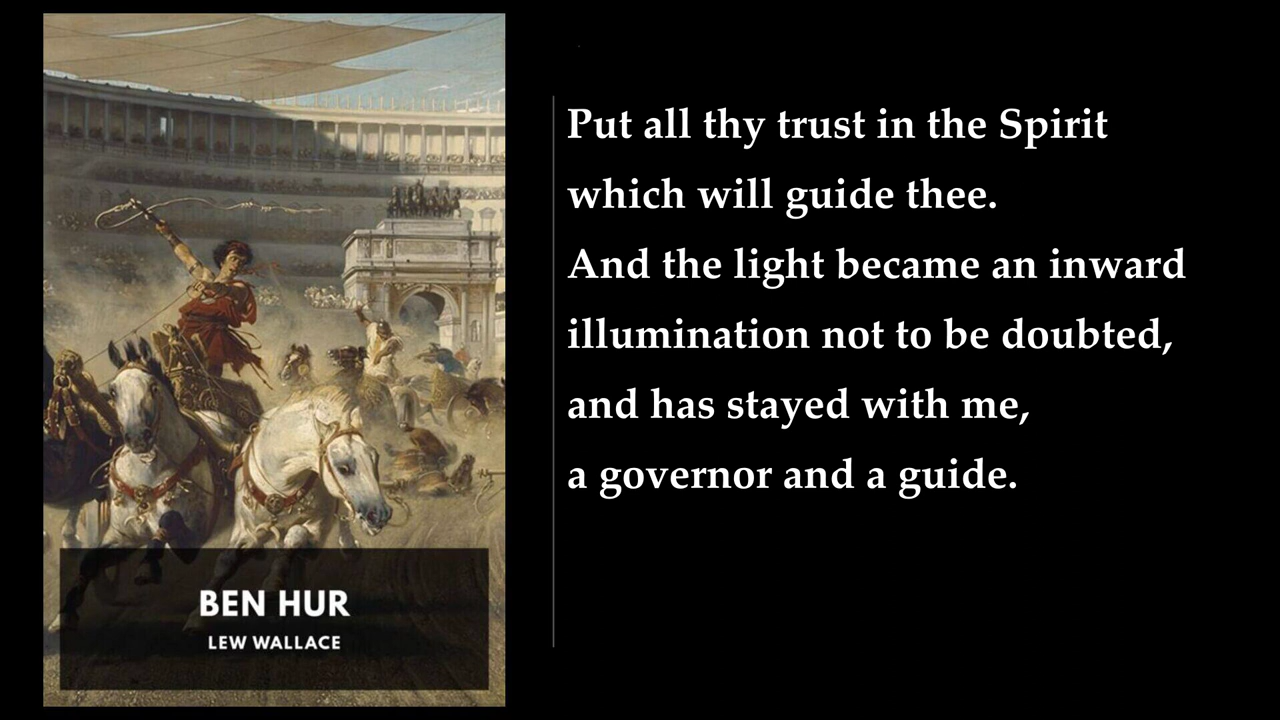 BEN HUR
LEW WALLACE
Put all thy trust in the Spirit
which will guide thee.
And the light became an inward
illumination not to be doubted,
and has stayed with me,
a governor and a guide.